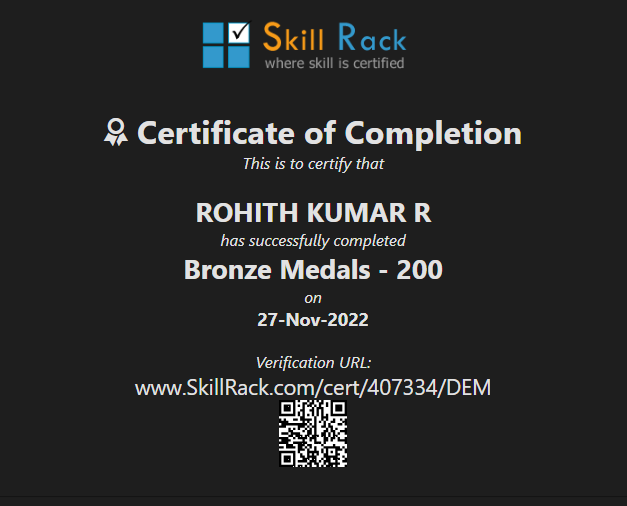 Skill Rack
where skill is certified
Certificate of Completion
This is to certify that
ROHITH KUMAR R
has successfully completed
Bronze Medals - 200
on
27-Nov-2022
Verification URL:
www.SkillRack.com/cert/407334/DEM